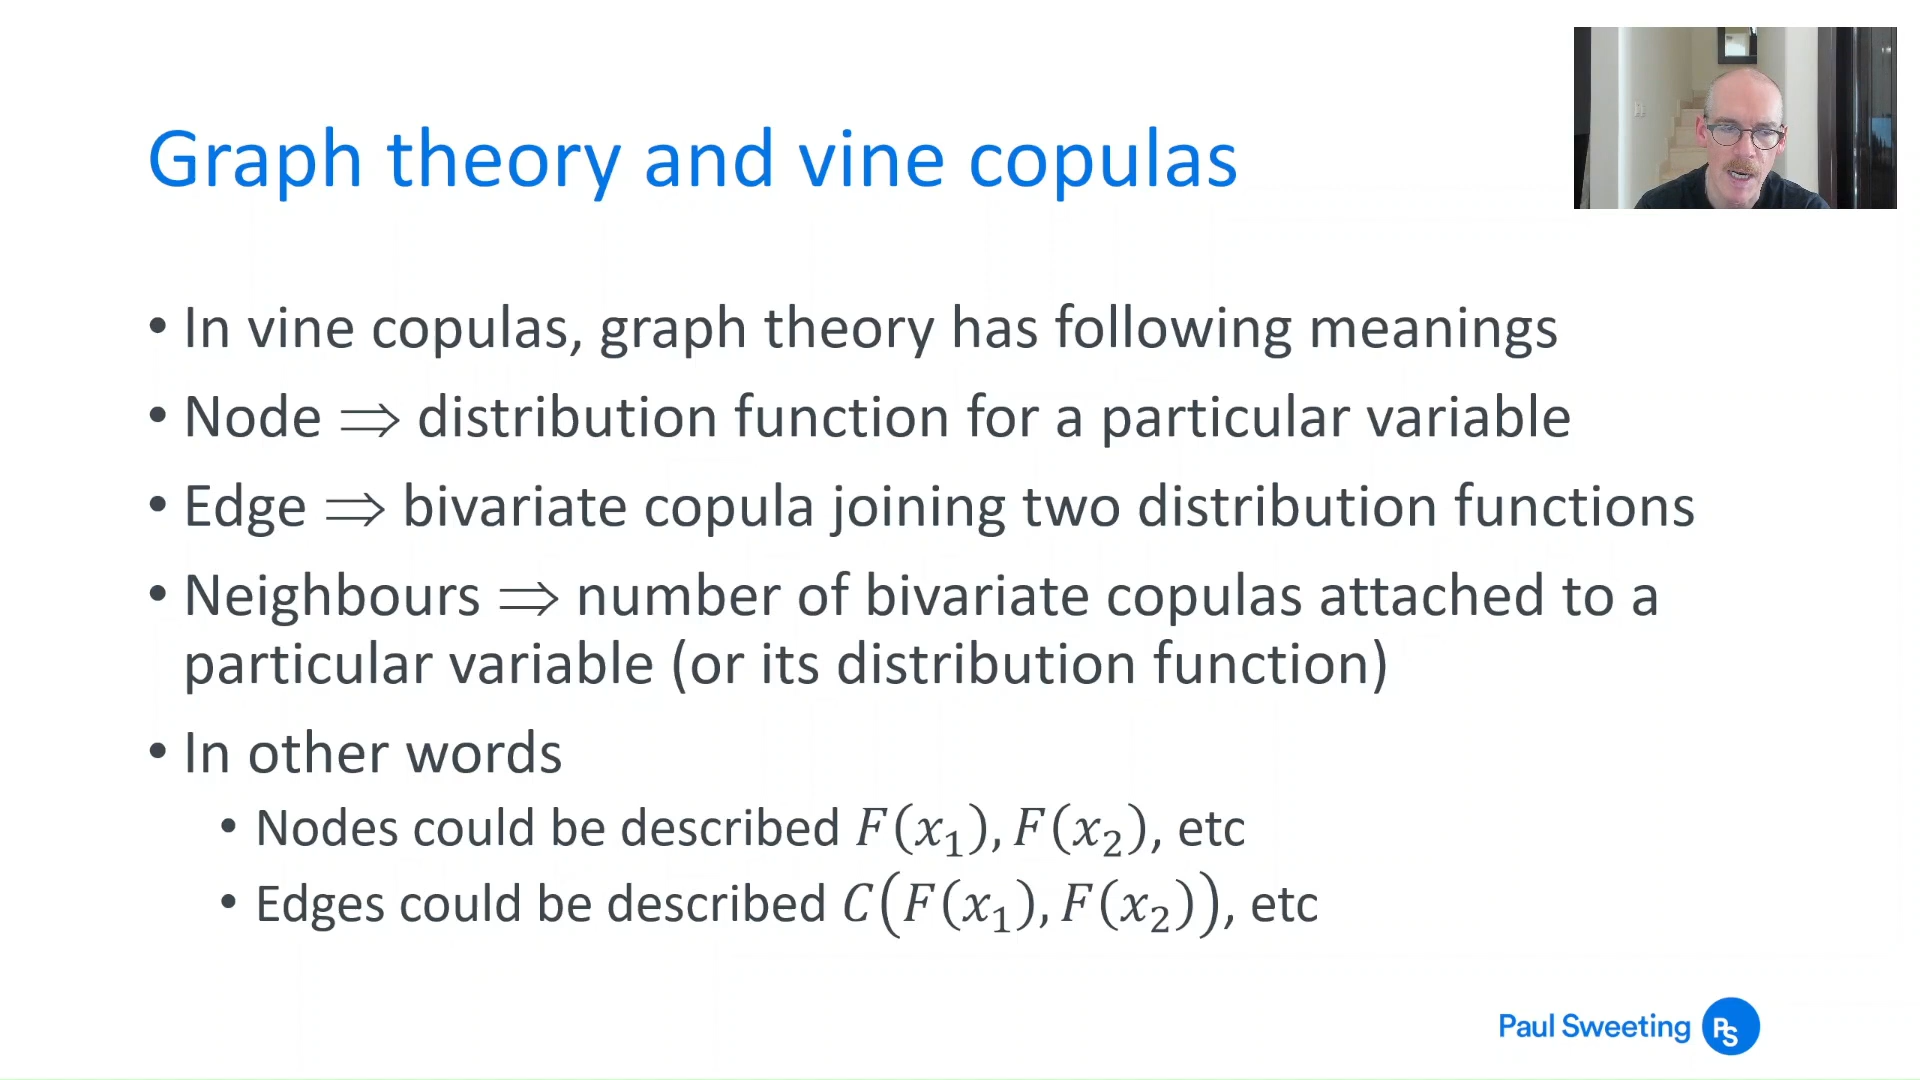 Graph theory and vine copulas
• In vine copulas, graph theory has following meanings
• Node ⟹ distribution function for a particular variable
• Edge ⟹ bivariate copula joining two distribution functions
• Neighbours ⟹ number of bivariate copulas attached to a
particular variable (or its distribution function)
• In other words
• Nodes could be described F(x₁), F(x₂), etc
• Edges could be described C(F(x₁), F(x₂)), etc
Paul Sweeting PS